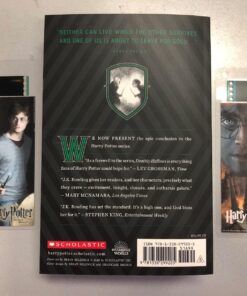 NEITHER CAN LIVE WHILE THE OTHER SURVIVES,
AND ONE OF US IS ABOUT TO LEAVE FOR GOOD.
WE NOW PRESENT the epic conclusion to the
Harry Potter series.
"As a farewell to the series, Deathly Hallows is everything
fans of Harry Potter could hope for." — LEV GROSSMAN, Time
"J.K. Rowling gives her readers, and her characters, precisely what they
crave — excitement, insight, closure, and cathartic galore."
— MARY MCNAMARA, Los Angeles Times
"J.K. Rowling has set the standard: It's a high one, and God bless
her for it." — STEPHEN KING, Entertainment Weekly
SCHOLASTIC
WIZARDING
WORLD
harrypotter.scholastic.com
Harry Potter